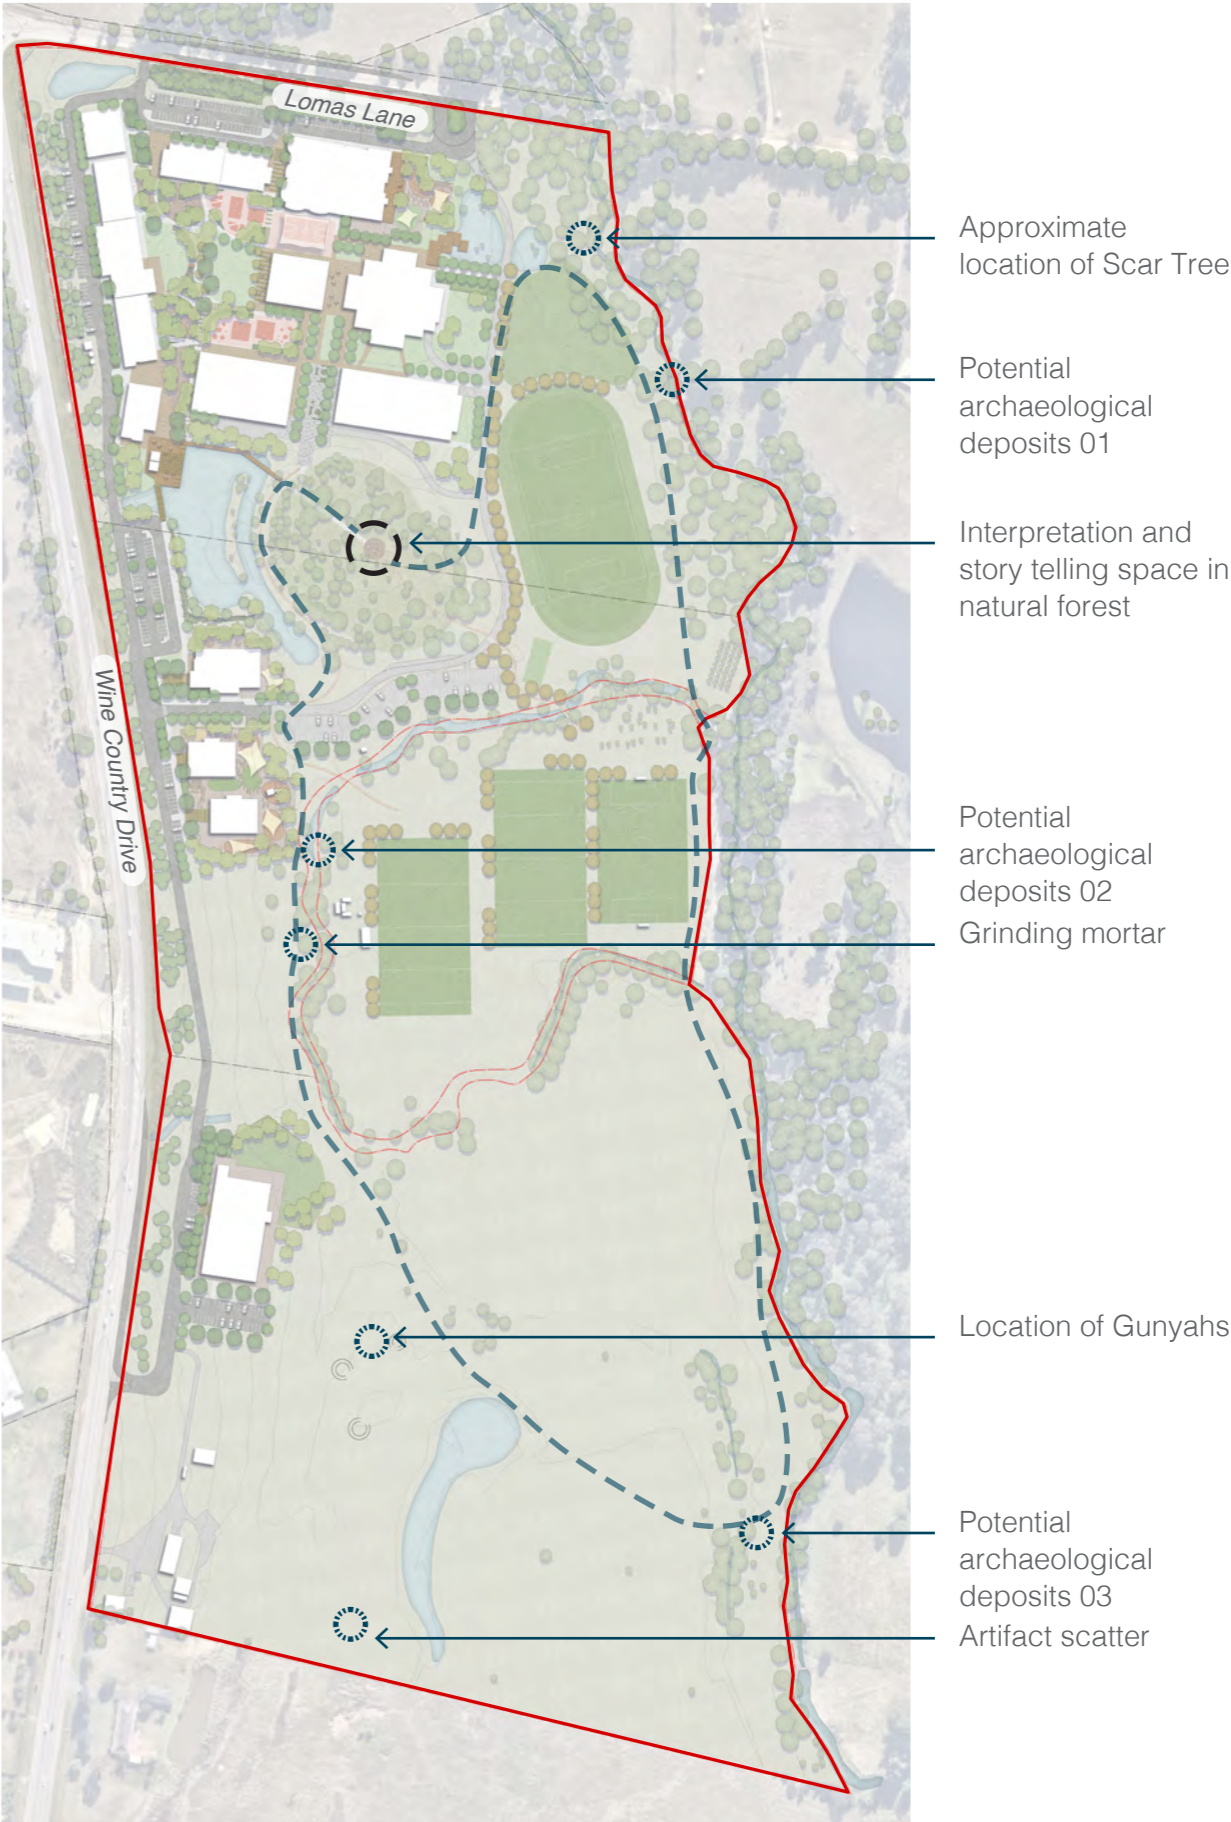 Lomas Lane
Approximate
location of Scar Tree
Potential
archaeological
deposits 01
Interpretation and
story telling space in
natural forest
Wine Country Drive
Potential
archaeological
deposits 02
Grinding mortar
Location of Gunyahs
Potential
archaeological
deposits 03
Artifact scatter